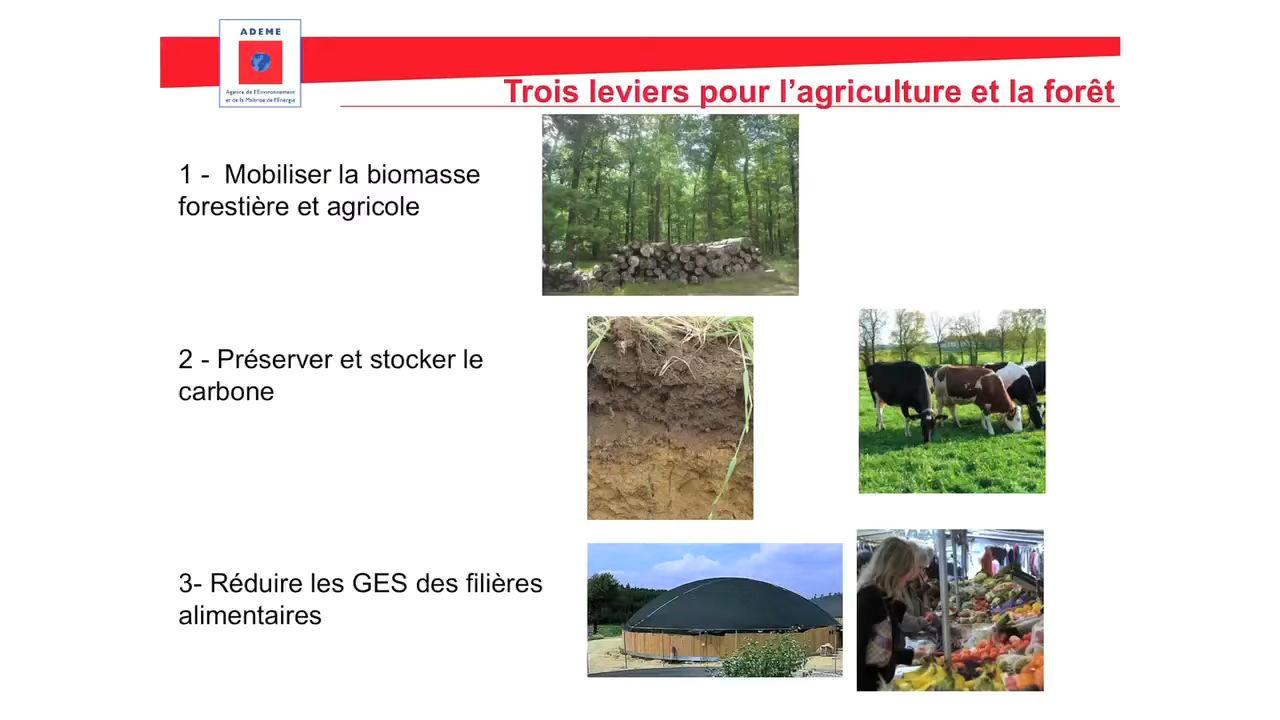 ADEME
Agence de l'Environnement
et de la Maîtrise de l'Energie
Trois leviers pour l'agriculture et la forêt
1 -  Mobiliser la biomasse
forestière et agricole
2 - Préserver et stocker le
carbone
3- Réduire les GES des filières
alimentaires